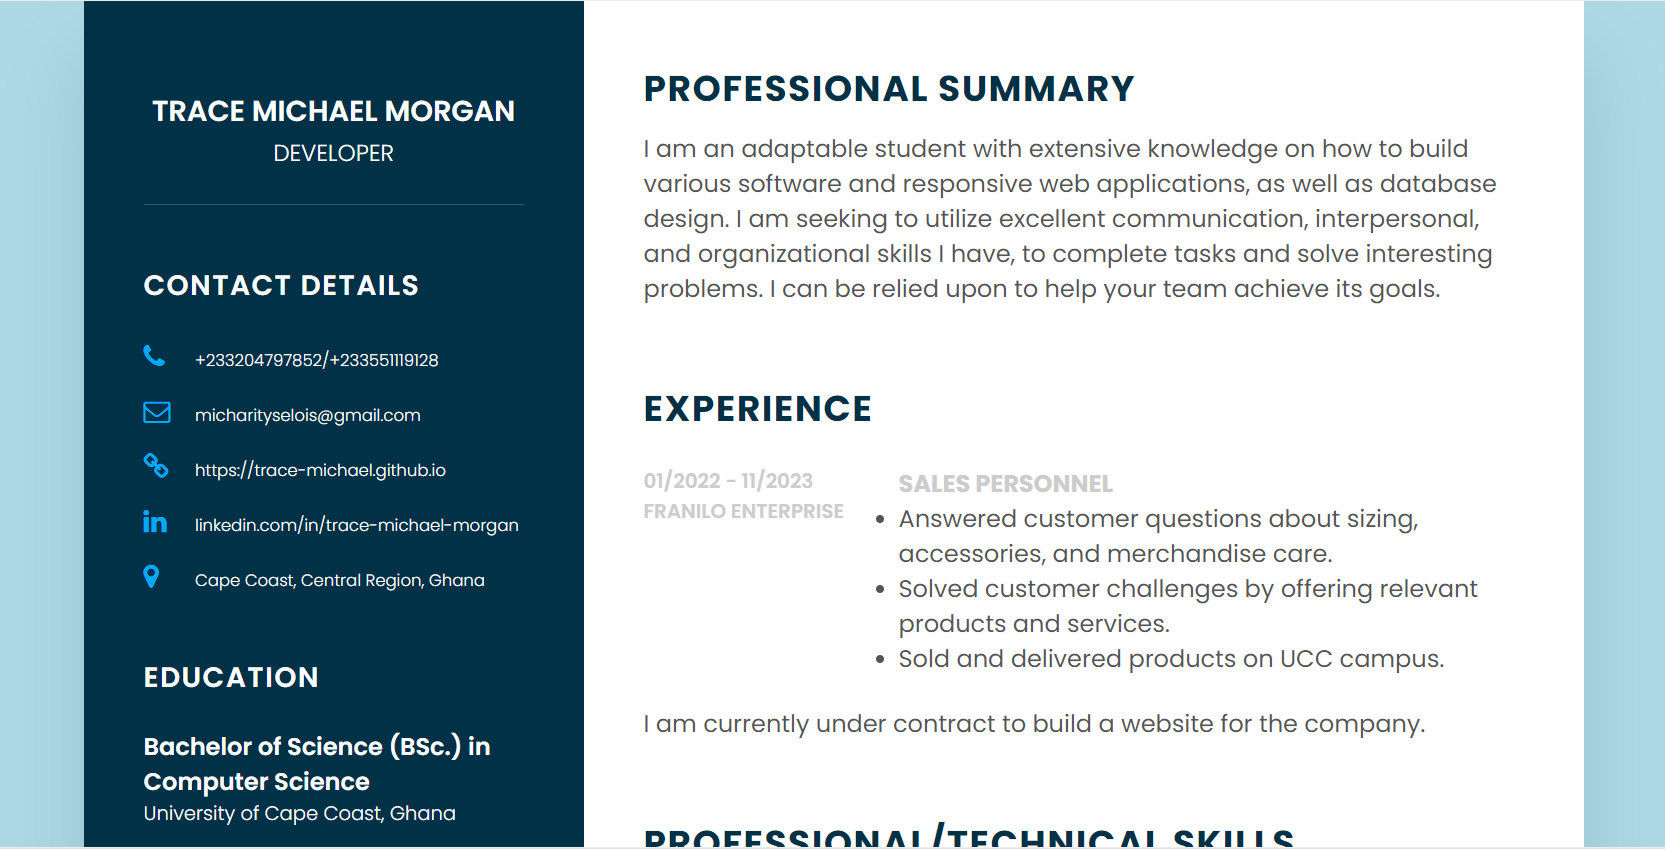 TRACE MICHAEL MORGAN
DEVELOPER
CONTACT DETAILS
+233204797852/+233551119128
micharityselois@gmail.com
https://trace-michael.github.io
linkedin.com/in/trace-michael-morgan
Cape Coast, Central Region, Ghana
EDUCATION
Bachelor of Science (BSc.) in
Computer Science
University of Cape Coast, Ghana
PROFESSIONAL SUMMARY
I am an adaptable student with extensive knowledge on how to build
various software and responsive web applications, as well as database
design. I am seeking to utilize excellent communication, interpersonal,
and organizational skills I have, to complete tasks and solve interesting
problems. I can be relied upon to help your team achieve its goals.
EXPERIENCE
01/2022 - 11/2023
FRANILO ENTERPRISE
SALES PERSONNEL
• Answered customer questions about sizing,
accessories, and merchandise care.
• Solved customer challenges by offering relevant
products and services.
• Sold and delivered products on UCC campus.
I am currently under contract to build a website for the company.
PROFESSIONAL/TECHNICAL SKILLS